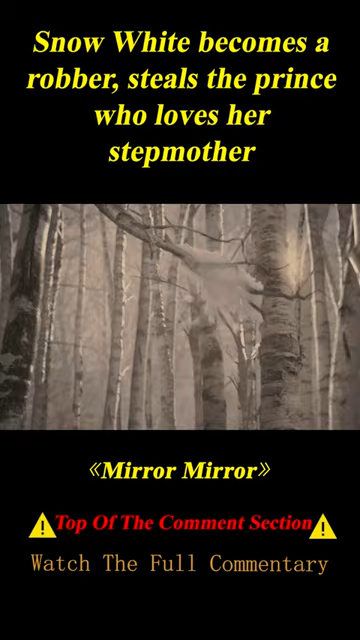 Snow White becomes a
robber, steals the prince
who loves her
stepmother
《Mirror Mirror》
Top Of The Comment Section
Watch The Full Commentary